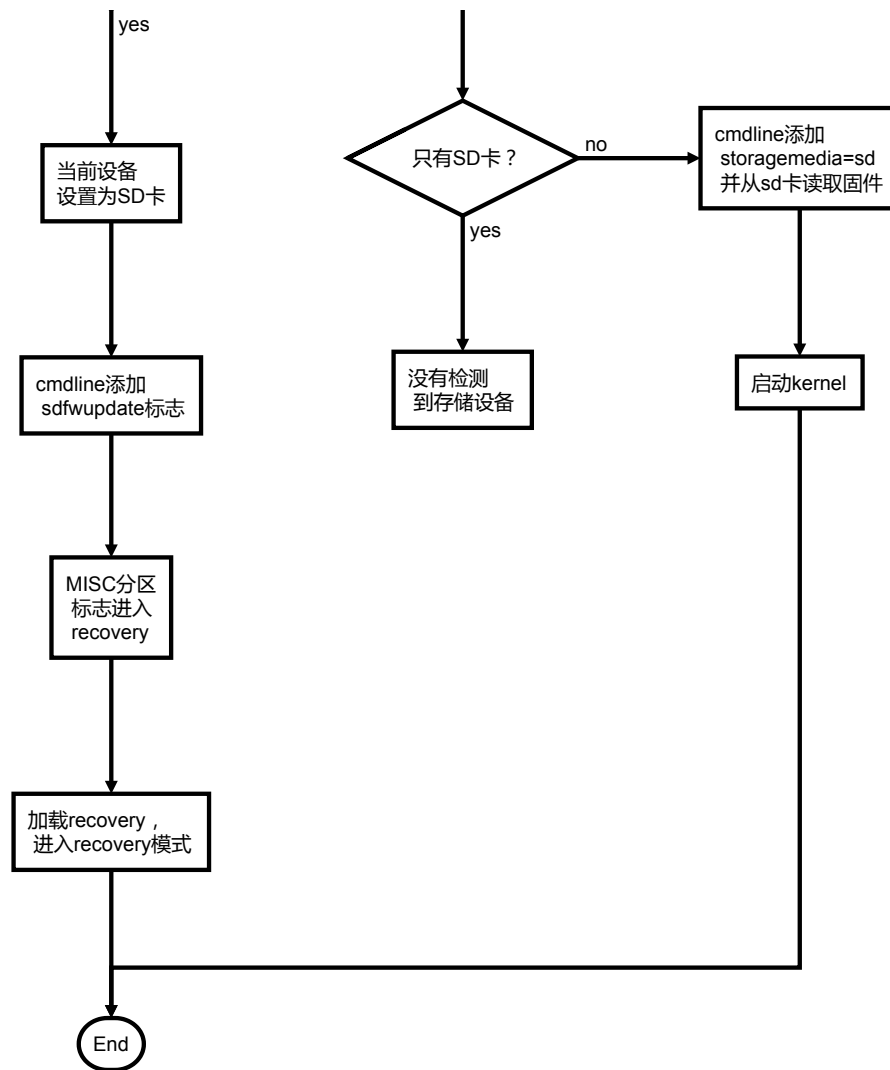 yes
当前设备
设置为SD卡
cmdline添加
sdfwupdate标志
MISC分区
标志进入
recovery
加载recovery，
进入recovery模式
End
只有SD卡？
no
yes
没有检测
到存储设备
cmdline添加
storagemedia=sd
并从sd卡读取固件
启动kernel